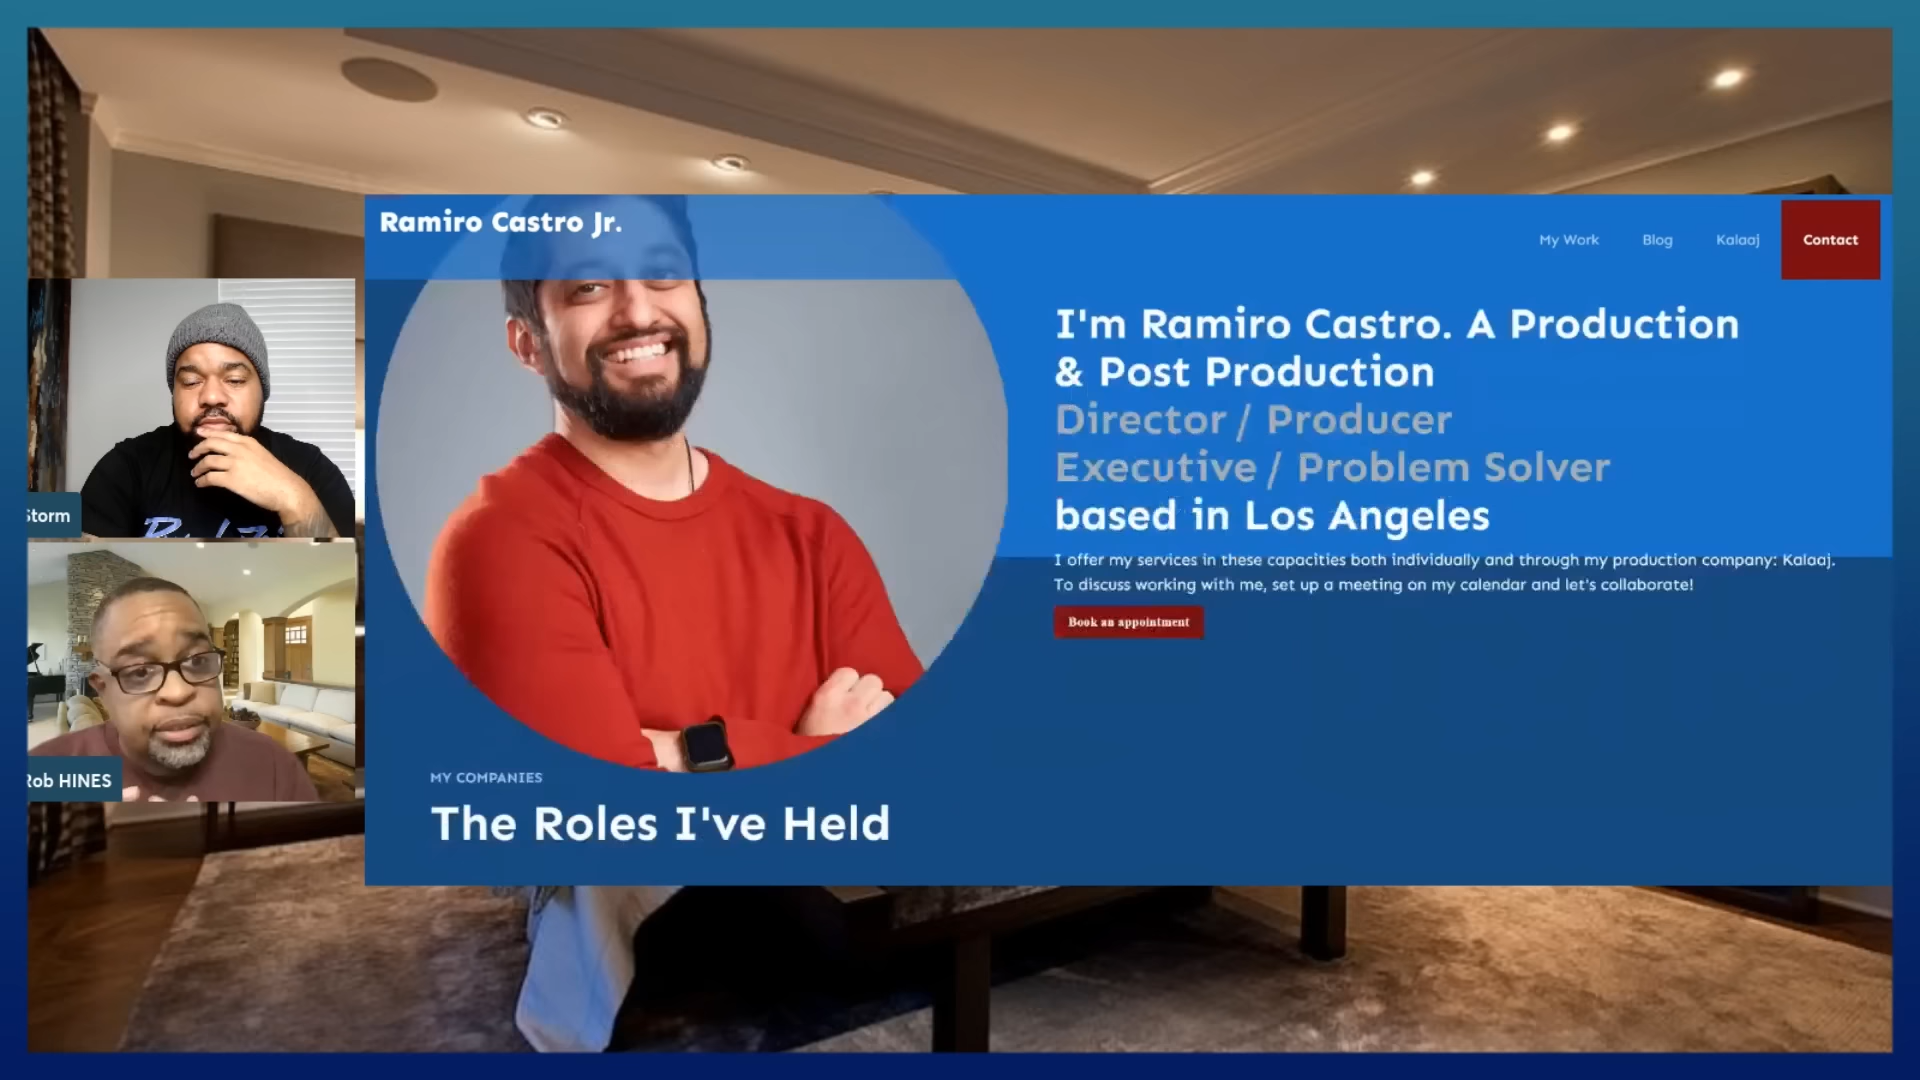 Ramiro Castro Jr.
My Work Blog Kalaaj Contact
I'm Ramiro Castro. A Production
& Post Production
Director / Producer
Executive / Problem Solver
based in Los Angeles
I offer my services in these capacities both individually and through my production company: Kalaaj.
To discuss working with me, set up a meeting on my calendar and let's collaborate!
Book an appointment
MY COMPANIES
The Roles I've Held
Storm
Rob HINES